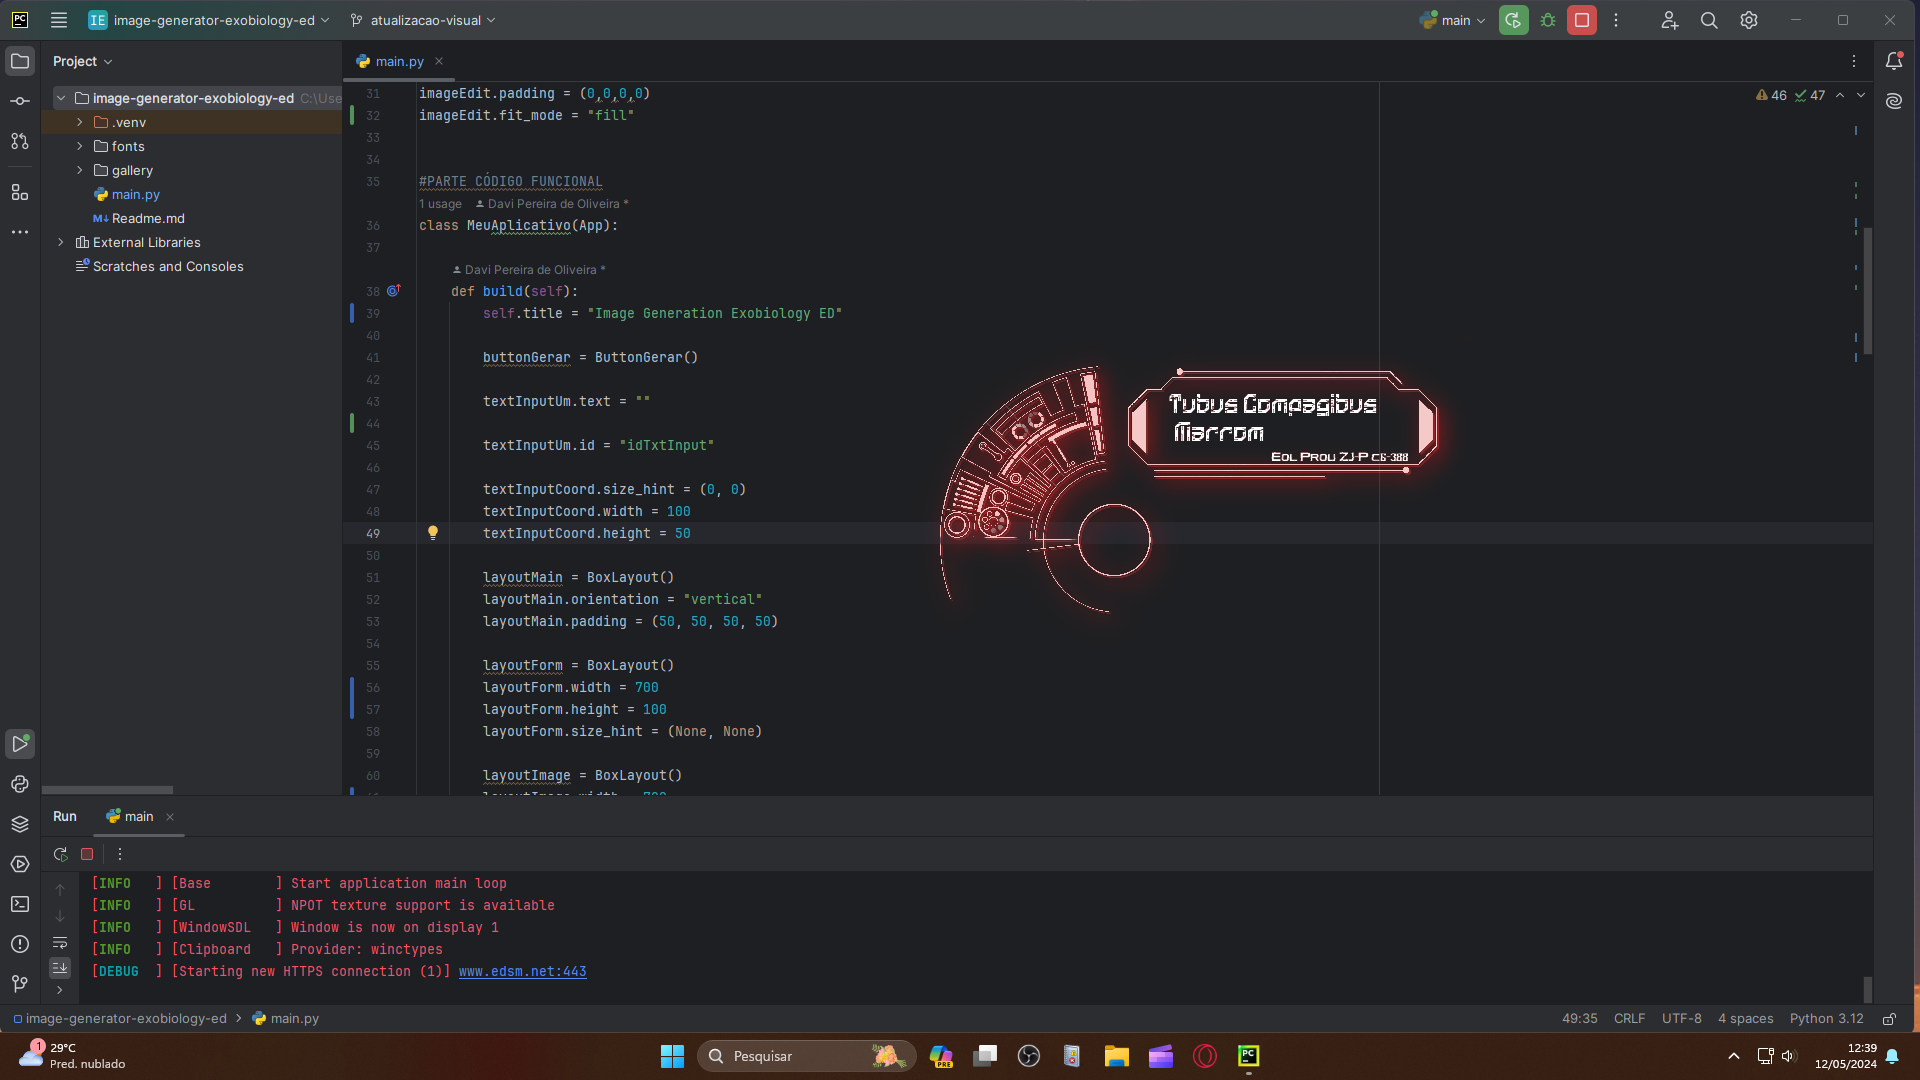 image-generator-exobiology-ed
atualizacao-visual
main
Project
main.py
image-generator-exobiology-ed C:\Use
.venv
fonts
gallery
main.py
Readme.md
External Libraries
Scratches and Consoles
46 47
31 imageEdit.padding = (0,0,0,0)
32 imageEdit.fit_mode = "fill"
33
34
35 #PARTE CÓDIGO FUNCIONAL
1 usage Davi Pereira de Oliveira *
36 class MeuAplicativo(App):
37
Davi Pereira de Oliveira *
38 def build(self):
39 self.title = "Image Generation Exobiology ED"
40
41 buttonGerar = ButtonGerar()
42
43 textInputUm.text = ""
44
45 textInputUm.id = "idTxtInput"
46
47 textInputCoord.size_hint = (0, 0)
48 textInputCoord.width = 100
49 textInputCoord.height = 50
50
51 layoutMain = BoxLayout()
52 layoutMain.orientation = "vertical"
53 layoutMain.padding = (50, 50, 50, 50)
54
55 layoutForm = BoxLayout()
56 layoutForm.width = 700
57 layoutForm.height = 100
58 layoutForm.size_hint = (None, None)
59
60 layoutImage = BoxLayout()
Tubus Compagibus
Marrom
Eol Prou ZJ-P c6-388
Run main
[INFO ] [Base ] Start application main loop
[INFO ] [GL ] NPOT texture support is available
[INFO ] [WindowSDL ] Window is now on display 1
[INFO ] [Clipboard ] Provider: winctypes
[DEBUG ] [Starting new HTTPS connection (1)] www.edsm.net:443
image-generator-exobiology-ed > main.py
49:35 CRLF UTF-8 4 spaces Python 3.12
1
29°C
Pred. nublado
Pesquisar
12:39
12/05/2024